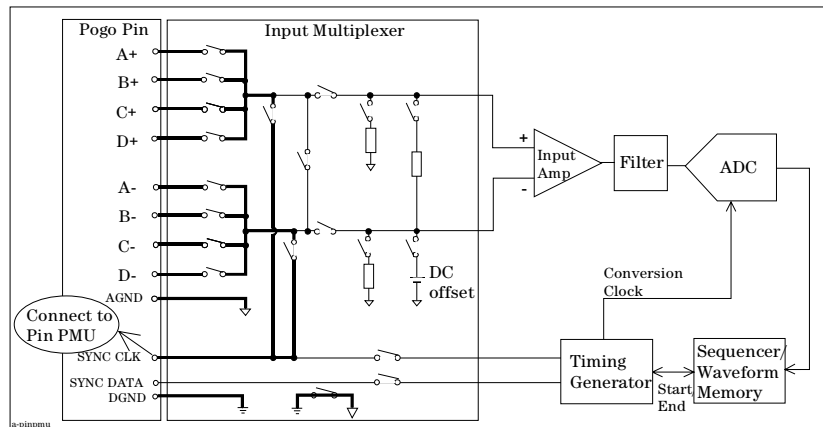 Pogo Pin
Input Multiplexer
A+
B+
C+
D+
A-
B-
C-
D-
AGND
Connect to
Pin PMU
SYNC CLK
SYNC DATA
DGND
DC
offset
+
-
Input
Amp
Filter
ADC
Conversion
Clock
Timing
Generator
Start/
End
Sequencer/
Waveform
Memory
a-pinpmu